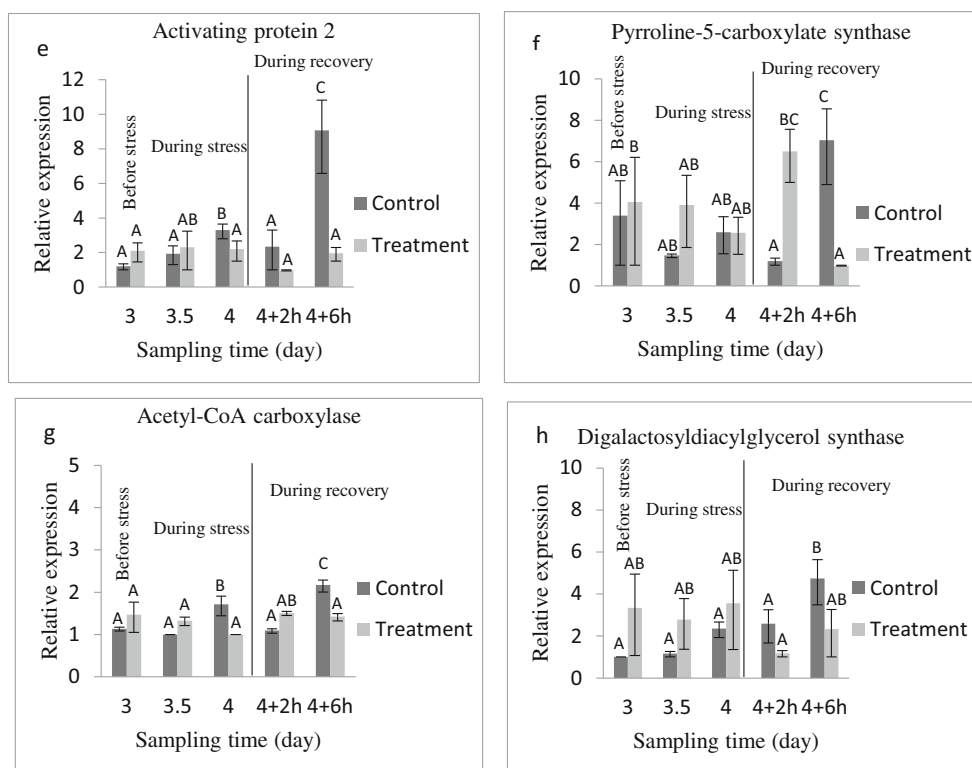 e
Activating protein 2
Relative expression
12
10
8
6
4
2
0
Before stress
During stress
During recovery
A
A
A
AB
B
A
A
A
C
A
Control
Treatment
3 3.5 4 4+2h 4+6h
Sampling time (day)
f
Pyrroline-5-carboxylate synthase
Relative expression
10
8
6
4
2
0
Before stress
During stress
During recovery
AB
B
AB
AB
AB
AB
A
BC
C
A
Control
Treatment
3 3.5 4 4+2h 4+6h
Sampling time (day)
g
Acetyl-CoA carboxylase
Relative expression
5
4
3
2
1
0
Before stress
During stress
During recovery
A
A
A
A
B
A
A
AB
C
A
Control
Treatment
3 3.5 4 4+2h 4+6h
Sampling time (day)
h
Digalactosyldiacylglycerol synthase
Relative expression
10
8
6
4
2
0
Before stress
During stress
During recovery
A
AB
A
AB
AB
AB
A
A
B
AB
Control
Treatment
3 3.5 4 4+2h 4+6h
Sampling time (day)